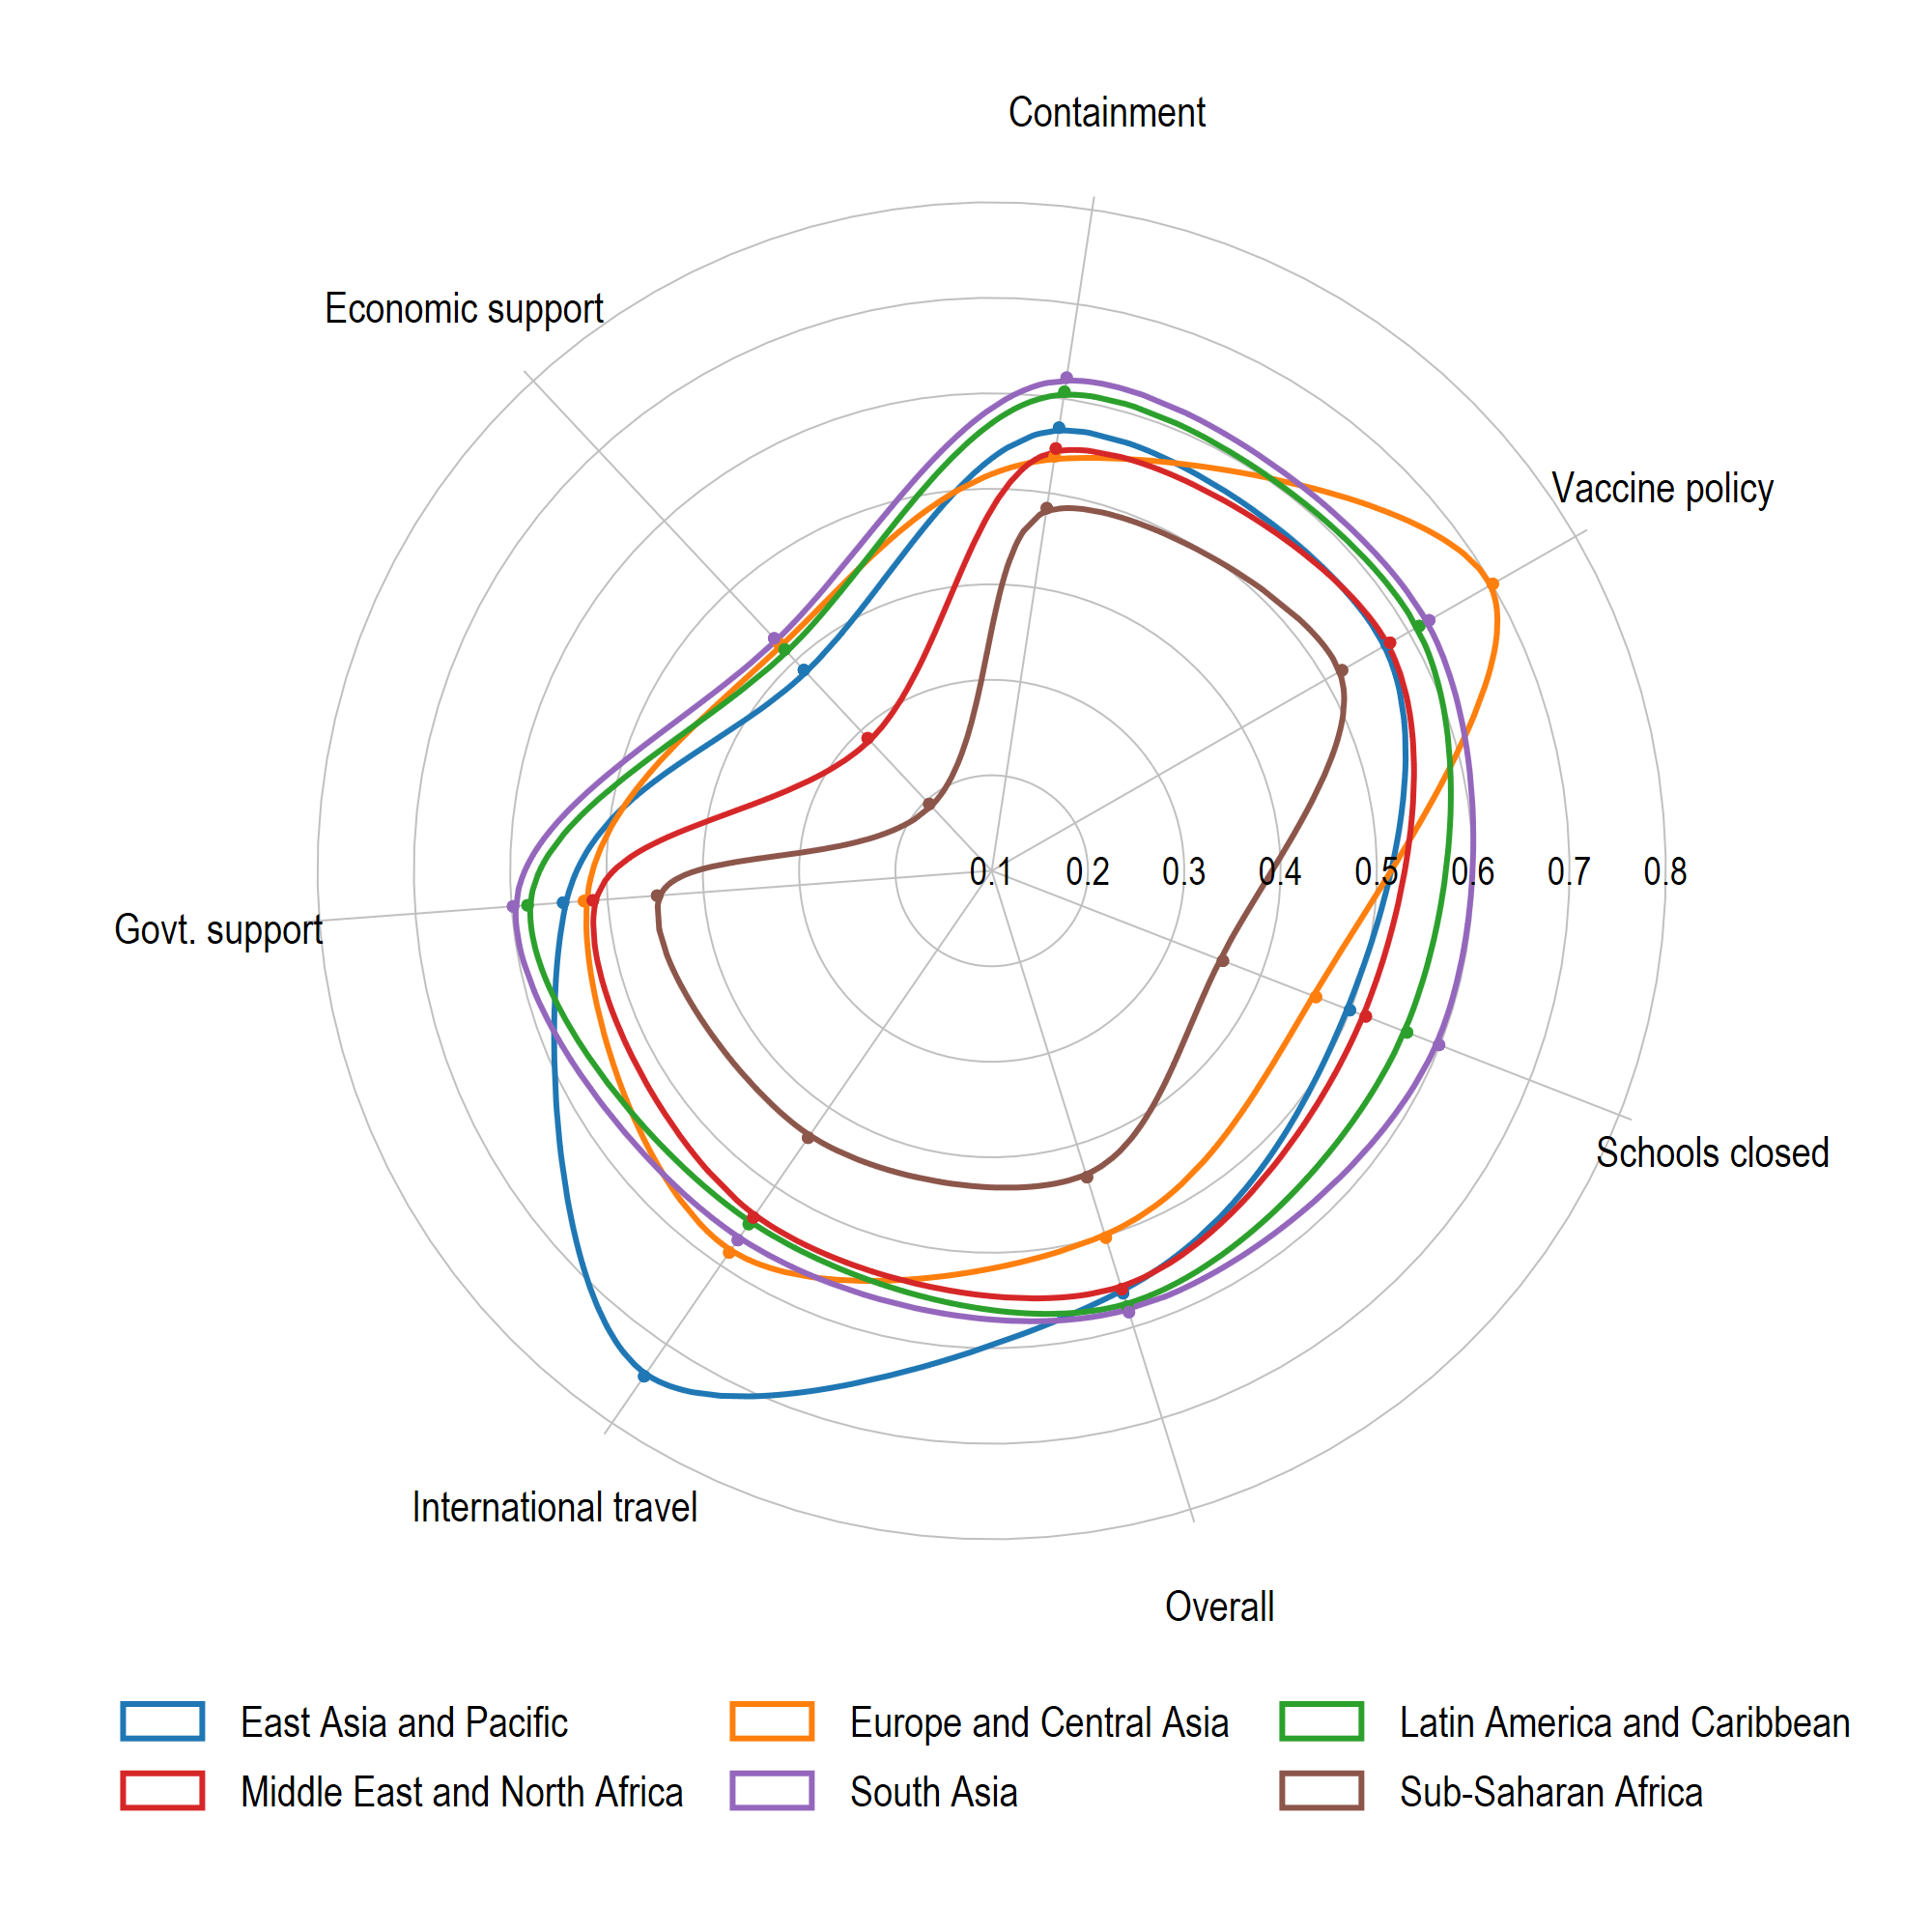 Containment
Economic support
Vaccine policy
0.1 0.2 0.3 0.4 0.5 0.6 0.7 0.8
Govt. support
Schools closed
International travel
Overall
East Asia and Pacific
Europe and Central Asia
Latin America and Caribbean
Middle East and North Africa
South Asia
Sub-Saharan Africa